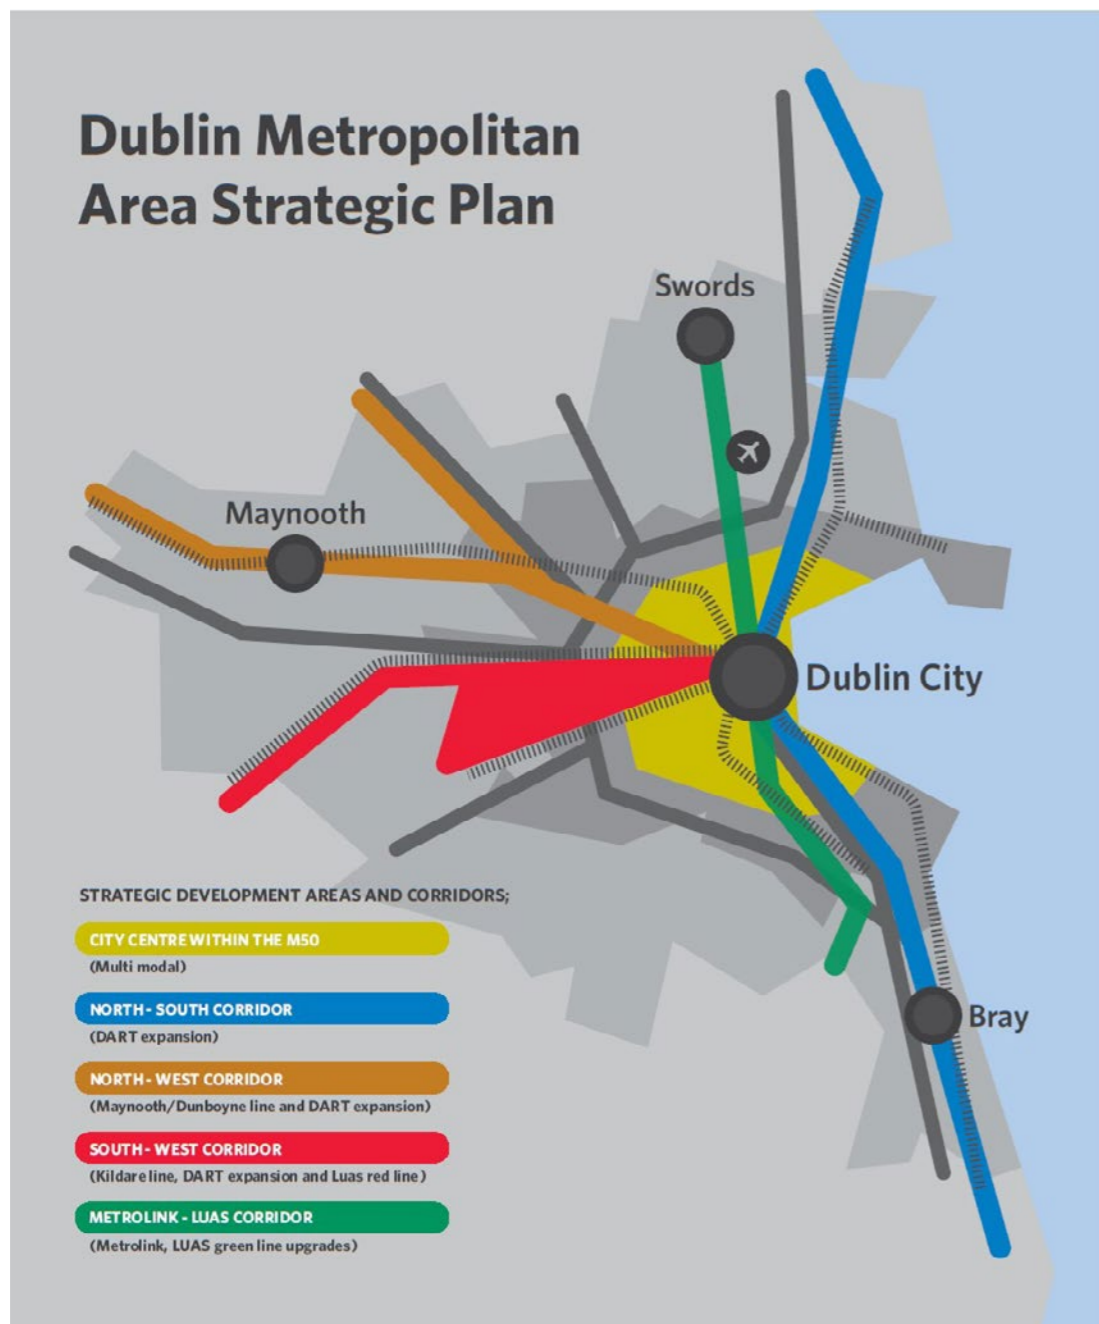 Dublin Metropolitan
Area Strategic Plan
Swords
Maynooth
Dublin City
Bray
STRATEGIC DEVELOPMENT AREAS AND CORRIDORS;
CITY CENTRE WITHIN THE M50
(Multi modal)
NORTH - SOUTH CORRIDOR
(DART expansion)
NORTH - WEST CORRIDOR
(Maynooth/Dunboyne line and DART expansion)
SOUTH - WEST CORRIDOR
(Kildare line, DART expansion and Luas red line)
METROLINK - LUAS CORRIDOR
(Metrolink, LUAS green line upgrades)